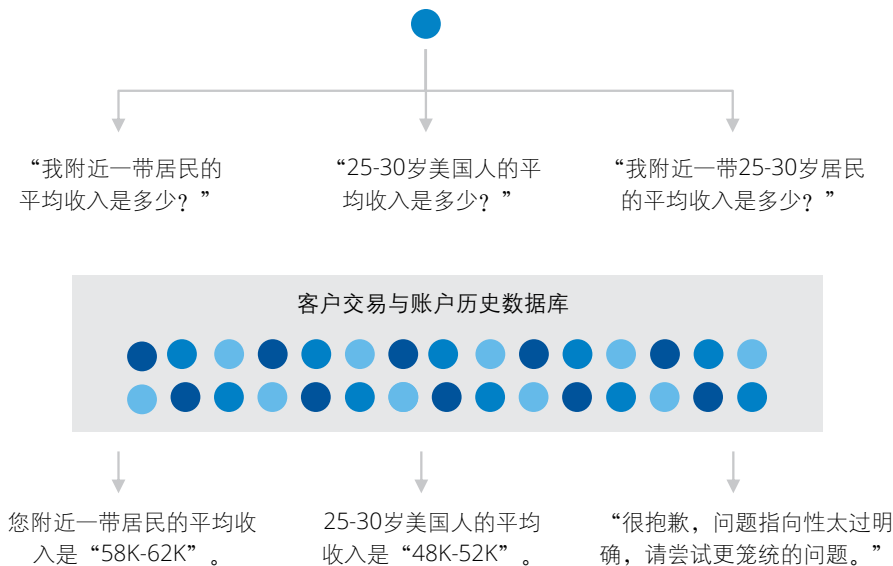 “我附近一带居民的
平均收入是多少？”
“25-30岁美国人的平
均收入是多少？”
“我附近一带25-30岁居民
的平均收入是多少？”
客户交易与账户历史数据库
您附近一带居民的平均收
入是“58K-62K”。
25-30岁美国人的平均
收入是“48K-52K”。
“很抱歉，问题指向性太过明
确，请尝试更笼统的问题。”